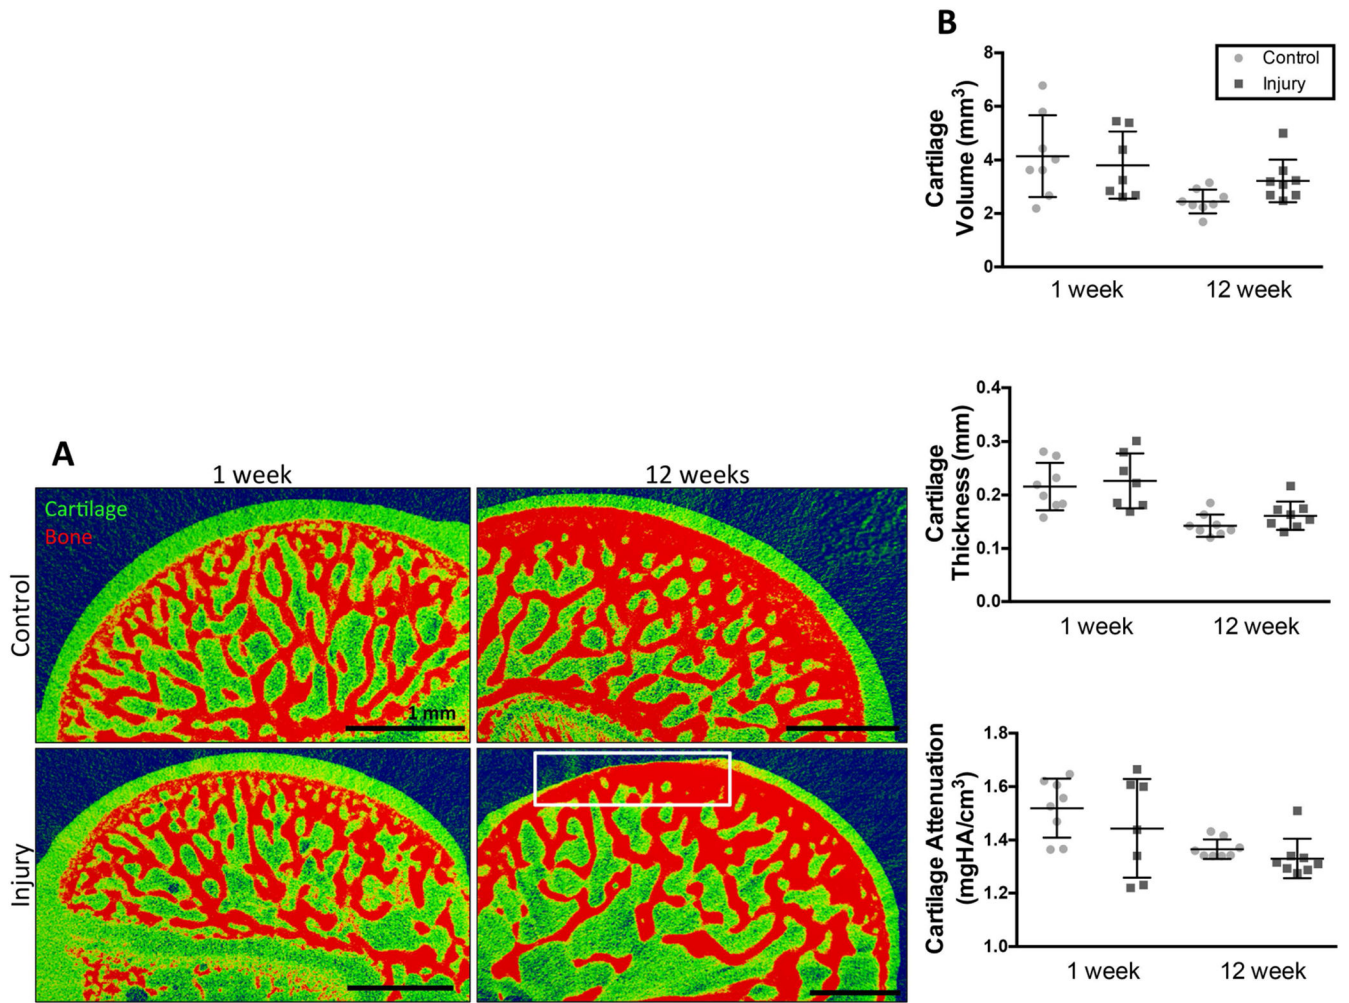 A
1 week
12 weeks
Cartilage
Bone
Control
1 mm
Injury
B
Control
Injury
Cartilage
Volume (mm³)
8
6
4
2
0
1 week
12 week
Cartilage
Thickness (mm)
0.4
0.3
0.2
0.1
0.0
1 week
12 week
Cartilage Attenuation
(mgHA/cm³)
1.8
1.6
1.4
1.2
1.0
1 week
12 week